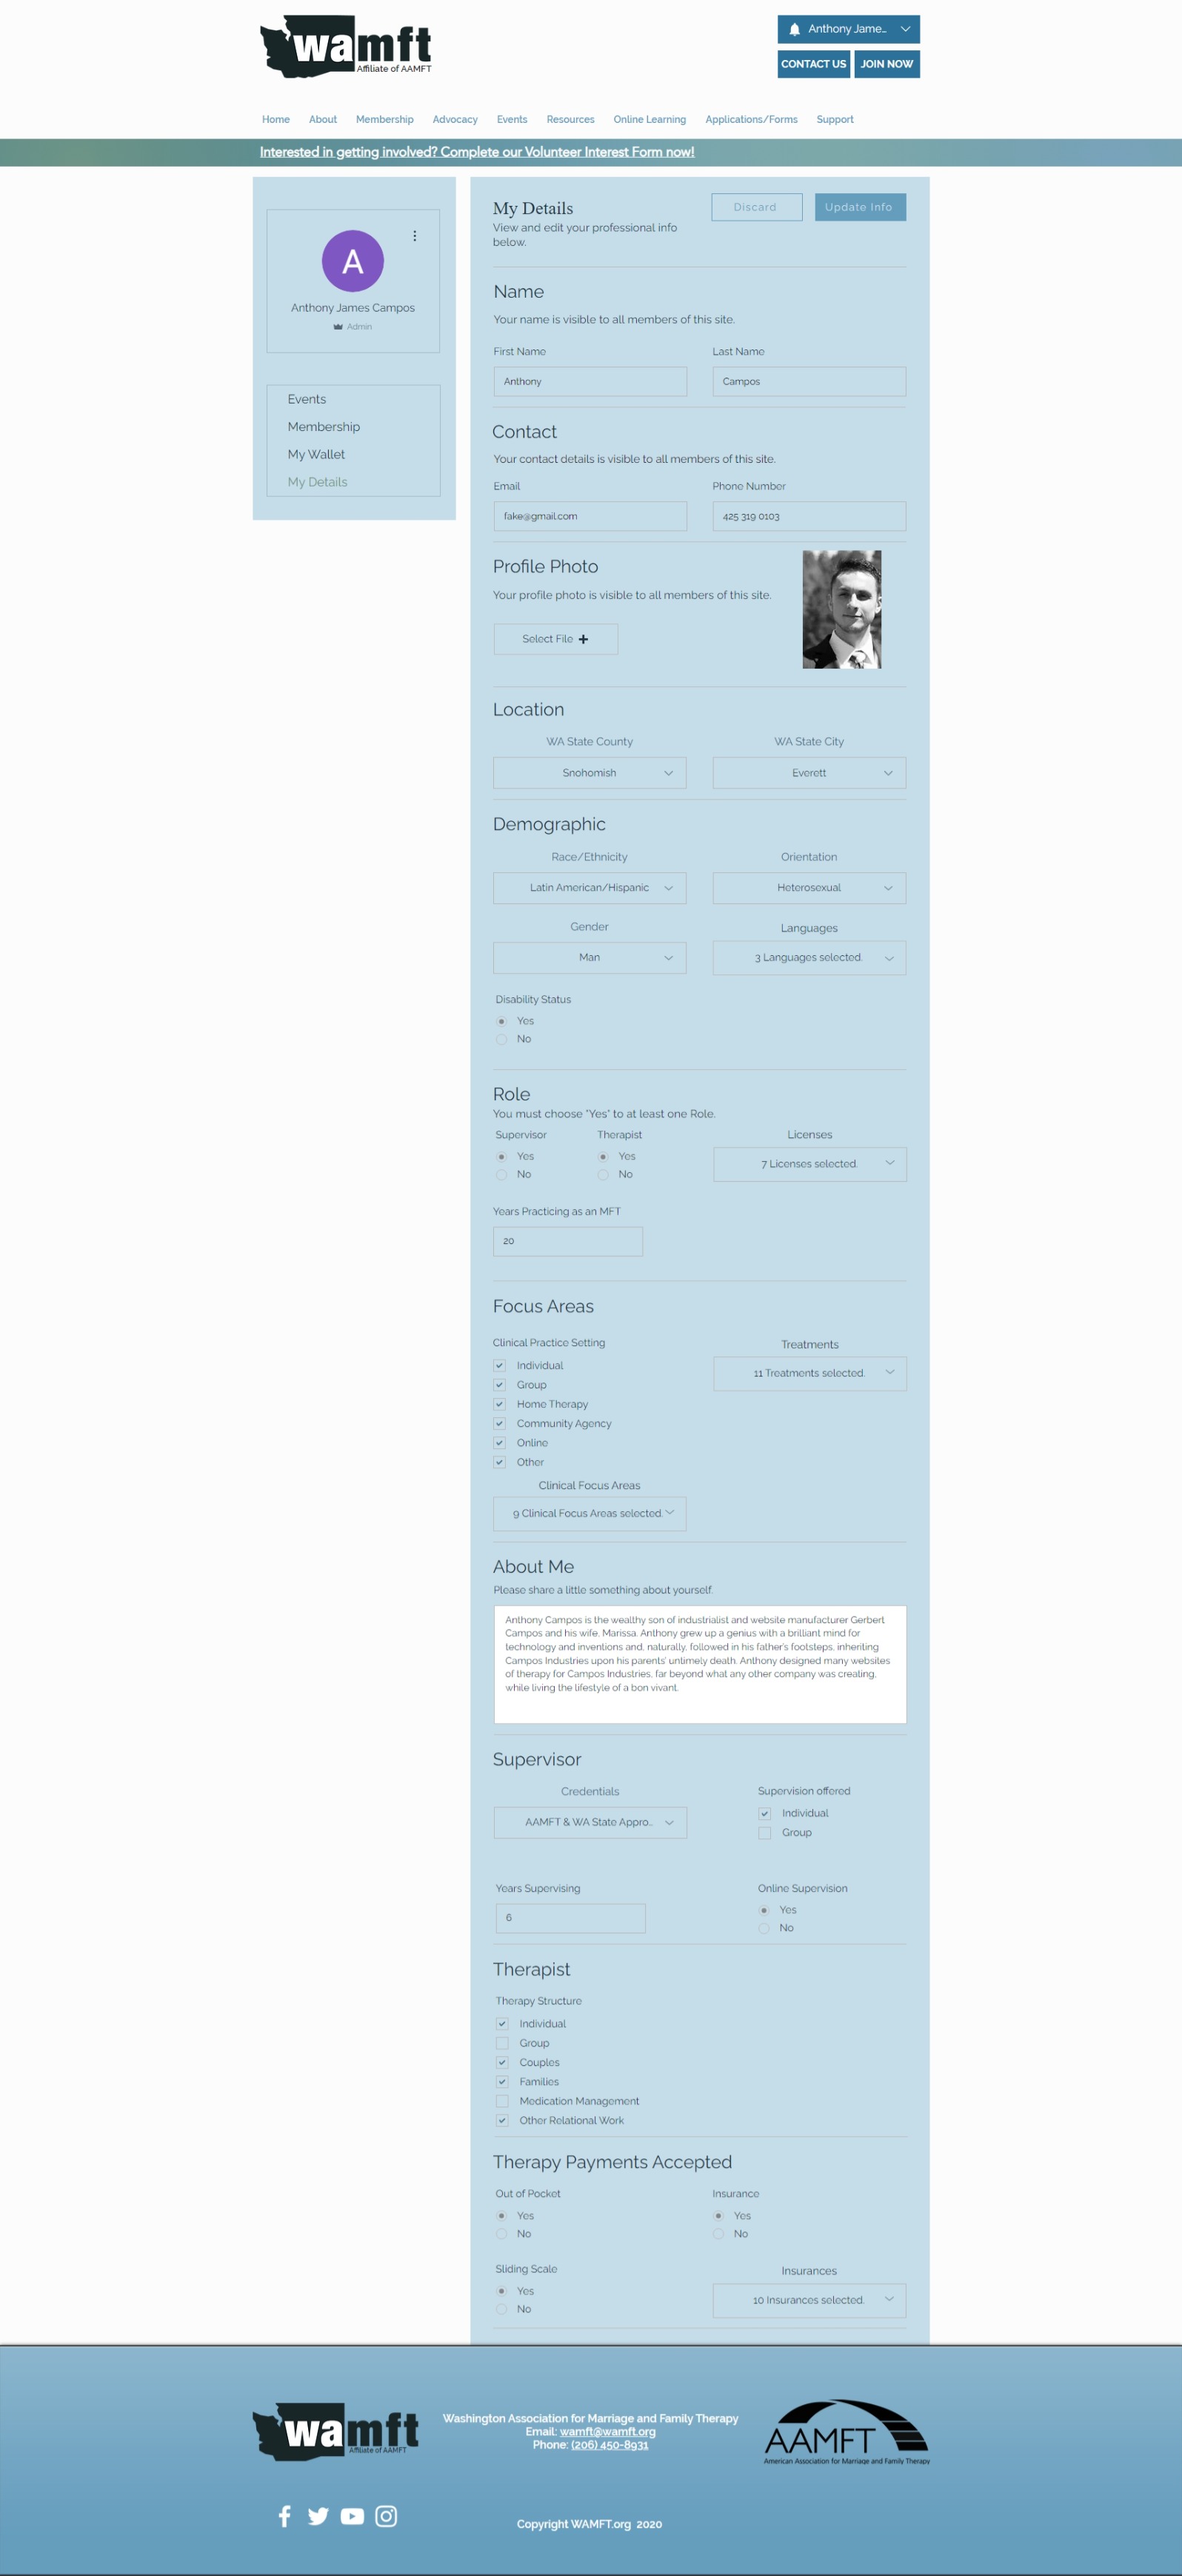 wamft
Affiliate of AAMFT
Anthony Jame...
CONTACT US JOIN NOW
Home About Membership Advocacy Events Resources Online Learning Applications/Forms Support
Interested in getting involved? Complete our Volunteer Interest Form now!
A
Anthony James Campos
Admin
Events
Membership
My Wallet
My Details
My Details
Discard Update Info
View and edit your professional info
below.
Name
Your name is visible to all members of this site.
First Name Last Name
Anthony Campos
Contact
Your contact details is visible to all members of this site.
Email Phone Number
fake@gmail.com 425 319 0103
Profile Photo
Your profile photo is visible to all members of this site.
Select File
Location
WA State County WA State City
Snohomish Everett
Demographic
Race/Ethnicity Orientation
Latin American/Hispanic Heterosexual
Gender Languages
Man 3 Languages selected.
Disability Status
Yes
No
Role
You must choose "Yes" to at least one Role.
Supervisor Therapist Licenses
Yes Yes 7 Licenses selected.
No No
Years Practicing as an MFT
20
Focus Areas
Clinical Practice Setting Treatments
Individual 11 Treatments selected.
Group
Home Therapy
Community Agency
Online
Other
Clinical Focus Areas
9 Clinical Focus Areas selected.
About Me
Please share a little something about yourself.
Anthony Campos is the wealthy son of industrialist and website manufacturer Gerbert
Campos and his wife, Marissa. Anthony grew up a genius with a brilliant mind for
technology and inventions and, naturally, followed in his father's footsteps, inheriting
Campos Industries upon his parents' untimely death. Anthony designed many websites
of therapy for Campos Industries, far beyond what any other company was creating,
while living the lifestyle of a bon vivant.
Supervisor
Credentials Supervision offered
AAMFT & WA State Appro... Individual
Group
Years Supervising Online Supervision
6 Yes
No
Therapist
Therapy Structure
Individual
Group
Couples
Families
Medication Management
Other Relational Work
Therapy Payments Accepted
Out of Pocket Insurance
Yes Yes
No No
Sliding Scale Insurances
Yes 10 Insurances selected.
No
wamft
Affiliate of AAMFT
Washington Association for Marriage and Family Therapy
Email: wamft@wamft.org
Phone: (206) 450-8931
AAMFT
American Association for Marriage and Family Therapy
Copyright WAMFT.org 2020